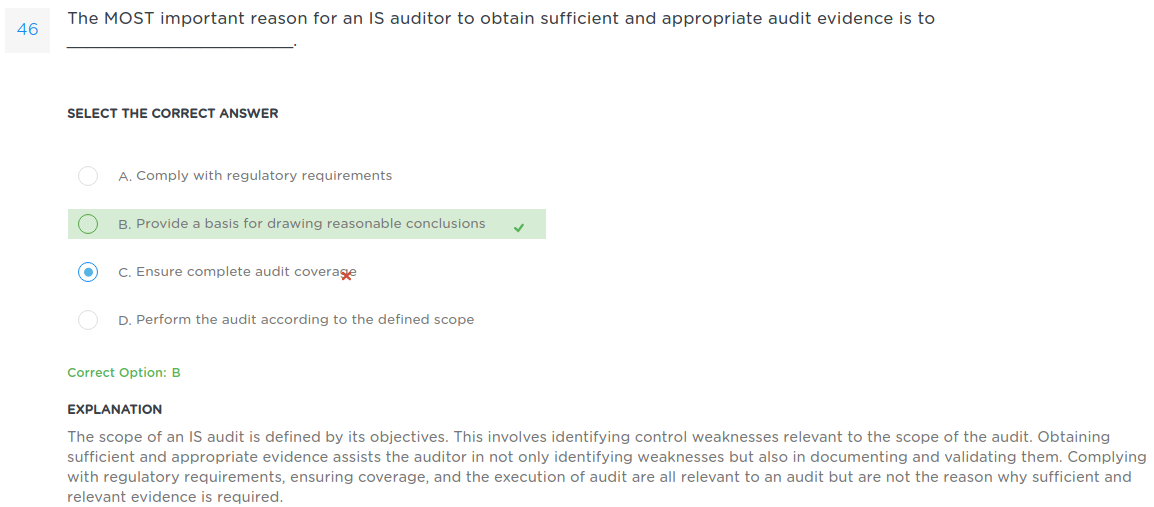 46
The MOST important reason for an IS auditor to obtain sufficient and appropriate audit evidence is to
_________________________.
SELECT THE CORRECT ANSWER
A. Comply with regulatory requirements
B. Provide a basis for drawing reasonable conclusions
C. Ensure complete audit coverage
D. Perform the audit according to the defined scope
Correct Option: B
EXPLANATION
The scope of an IS audit is defined by its objectives. This involves identifying control weaknesses relevant to the scope of the audit. Obtaining
sufficient and appropriate evidence assists the auditor in not only identifying weaknesses but also in documenting and validating them. Complying
with regulatory requirements, ensuring coverage, and the execution of audit are all relevant to an audit but are not the reason why sufficient and
relevant evidence is required.